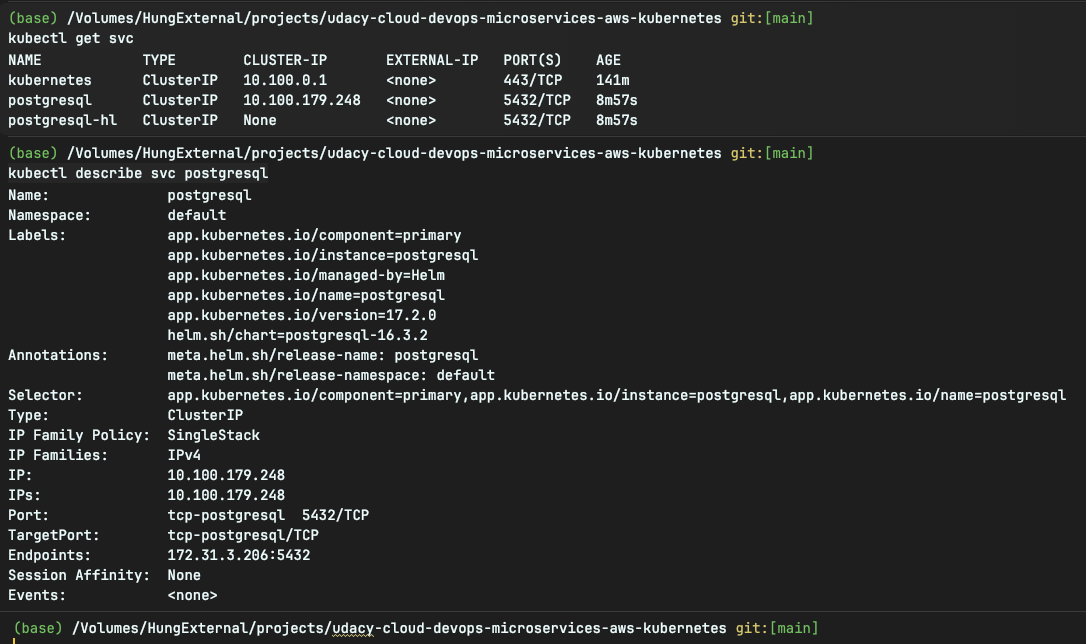 (base) /Volumes/HungExternal/projects/udacy-cloud-devops-microservices-aws-kubernetes git:[main]
kubectl get svc
NAME TYPE CLUSTER-IP EXTERNAL-IP PORT(S) AGE
kubernetes ClusterIP 10.100.0.1 <none> 443/TCP 141m
postgresql ClusterIP 10.100.179.248 <none> 5432/TCP 8m57s
postgresql-hl ClusterIP None <none> 5432/TCP 8m57s
(base) /Volumes/HungExternal/projects/udacy-cloud-devops-microservices-aws-kubernetes git:[main]
kubectl describe svc postgresql
Name: postgresql
Namespace: default
Labels: app.kubernetes.io/component=primary
app.kubernetes.io/instance=postgresql
app.kubernetes.io/managed-by=Helm
app.kubernetes.io/name=postgresql
app.kubernetes.io/version=17.2.0
helm.sh/chart=postgresql-16.3.2
Annotations: meta.helm.sh/release-name: postgresql
meta.helm.sh/release-namespace: default
Selector: app.kubernetes.io/component=primary,app.kubernetes.io/instance=postgresql,app.kubernetes.io/name=postgresql
Type: ClusterIP
IP Family Policy: SingleStack
IP Families: IPv4
IP: 10.100.179.248
IPs: 10.100.179.248
Port: tcp-postgresql 5432/TCP
TargetPort: tcp-postgresql/TCP
Endpoints: 172.31.3.206:5432
Session Affinity: None
Events: <none>
(base) /Volumes/HungExternal/projects/udacy-cloud-devops-microservices-aws-kubernetes git:[main]